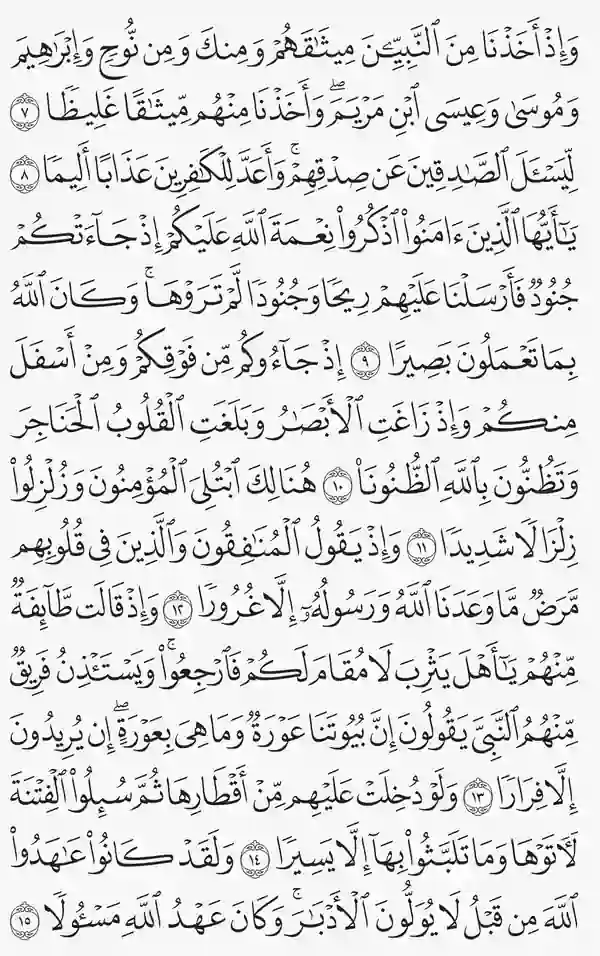 وَإِذْ أَخَذْنَا مِنَ ٱلنَّبِيِّـۧنَ مِيثَـٰقَهُمْ وَمِنكَ وَمِن نُّوحٍ وَإِبْرَٰهِيمَ
وَمُوسَىٰ وَعِيسَى ٱبْنِ مَرْيَمَ ۖ وَأَخَذْنَا مِنْهُم مِّيثَـٰقًا غَلِيظًا ٧
لِّيَسْـَٔلَ ٱلصَّـٰدِقِينَ عَن صِدْقِهِمْ ۚ وَأَعَدَّ لِلْكَـٰفِرِينَ عَذَابًا أَلِيمًا ٨
يَـٰٓأَيُّهَا ٱلَّذِينَ ءَامَنُوا۟ ٱذْكُرُوا۟ نِعْمَةَ ٱللَّهِ عَلَيْكُمْ إِذْ جَآءَتْكُمْ
جُنُودٌ فَأَرْسَلْنَا عَلَيْهِمْ رِيحًا وَجُنُودًا لَّمْ تَرَوْهَا ۚ وَكَانَ ٱللَّهُ
بِمَا تَعْمَلُونَ بَصِيرًا ٩ إِذْ جَآءُوكُم مِّن فَوْقِكُمْ وَمِنْ أَسْفَلَ
مِنكُمْ وَإِذْ زَاغَتِ ٱلْأَبْصَـٰرُ وَبَلَغَتِ ٱلْقُلُوبُ ٱلْحَنَاجِرَ
وَتَظُنُّونَ بِٱللَّهِ ٱلظُّنُونَا۠ ١٠ هُنَالِكَ ٱبْتُلِىَ ٱلْمُؤْمِنُونَ وَزُلْزِلُوا۟
زِلْزَالًا شَدِيدًا ١١ وَإِذْ يَقُولُ ٱلْمُنَـٰفِقُونَ وَٱلَّذِينَ فِى قُلُوبِهِم
مَّرَضٌ مَّا وَعَدَنَا ٱللَّهُ وَرَسُولُهُۥٓ إِلَّا غُرُورًا ١٢ وَإِذْ قَالَت طَّآئِفَةٌ
مِّنْهُمْ يَـٰٓأَهْلَ يَثْرِبَ لَا مُقَامَ لَكُمْ فَٱرْجِعُوا۟ ۚ وَيَسْتَـْٔذِنُ فَرِيقٌ
مِّنْهُمُ ٱلنَّبِىَّ يَقُولُونَ إِنَّ بُيُوتَنَا عَوْرَةٌ وَمَا هِىَ بِعَوْرَةٍ ۖ إِن يُرِيدُونَ
إِلَّا فِرَارًا ١٣ وَلَوْ دُخِلَتْ عَلَيْهِم مِّنْ أَقْطَارِهَا ثُمَّ سُئِلُوا۟ ٱلْفِتْنَةَ
لَـَٔاتَوْهَا وَمَا تَلَبَّثُوا۟ بِهَآ إِلَّا يَسِيرًا ١٤ وَلَقَدْ كَانُوا۟ عَـٰهَدُوا۟
ٱللَّهَ مِن قَبْلُ لَا يُوَلُّونَ ٱلْأَدْبَـٰرَ ۚ وَكَانَ عَهْدُ ٱللَّهِ مَسْـُٔولًا ١٥